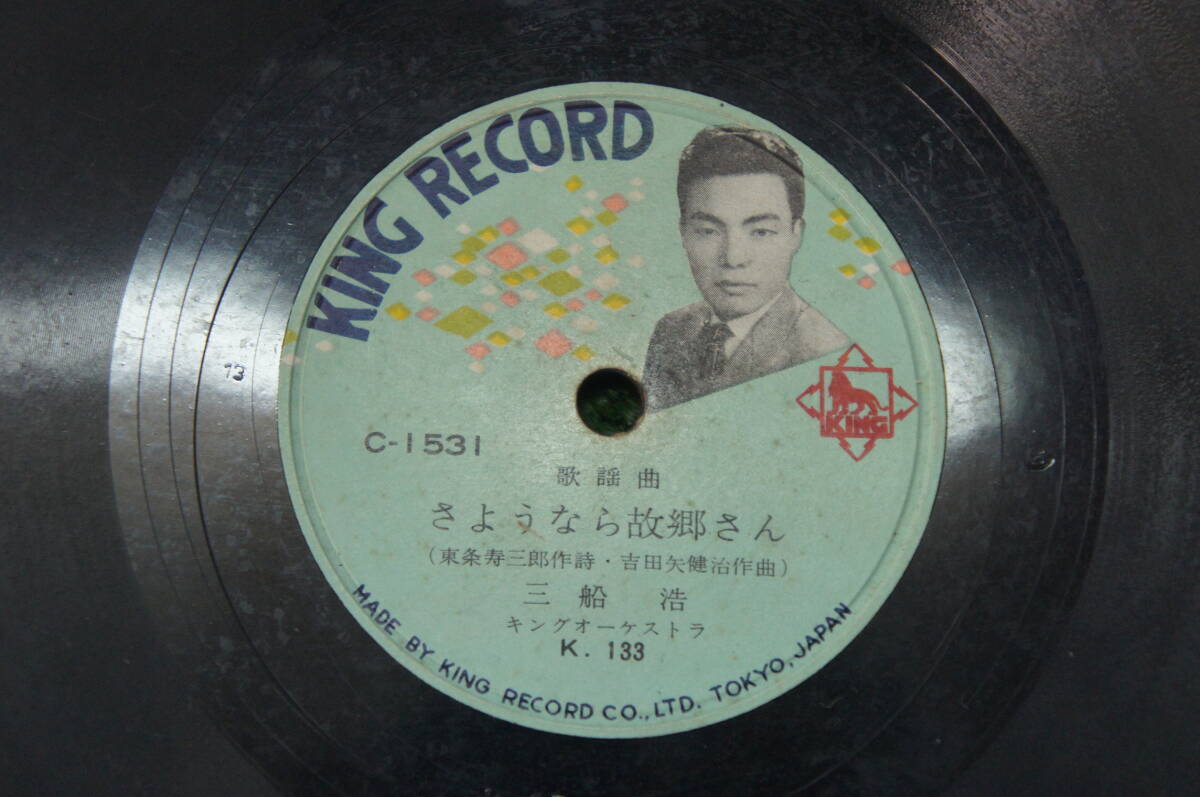 KING RECORD
KING
C-1531
歌謡曲
さようなら故郷さん
(東条寿三郎作詩・吉田矢健治作曲)
三船 浩
キングオーケストラ
K. 133
MADE BY KING RECORD CO., LTD. TOKYO, JAPAN
13